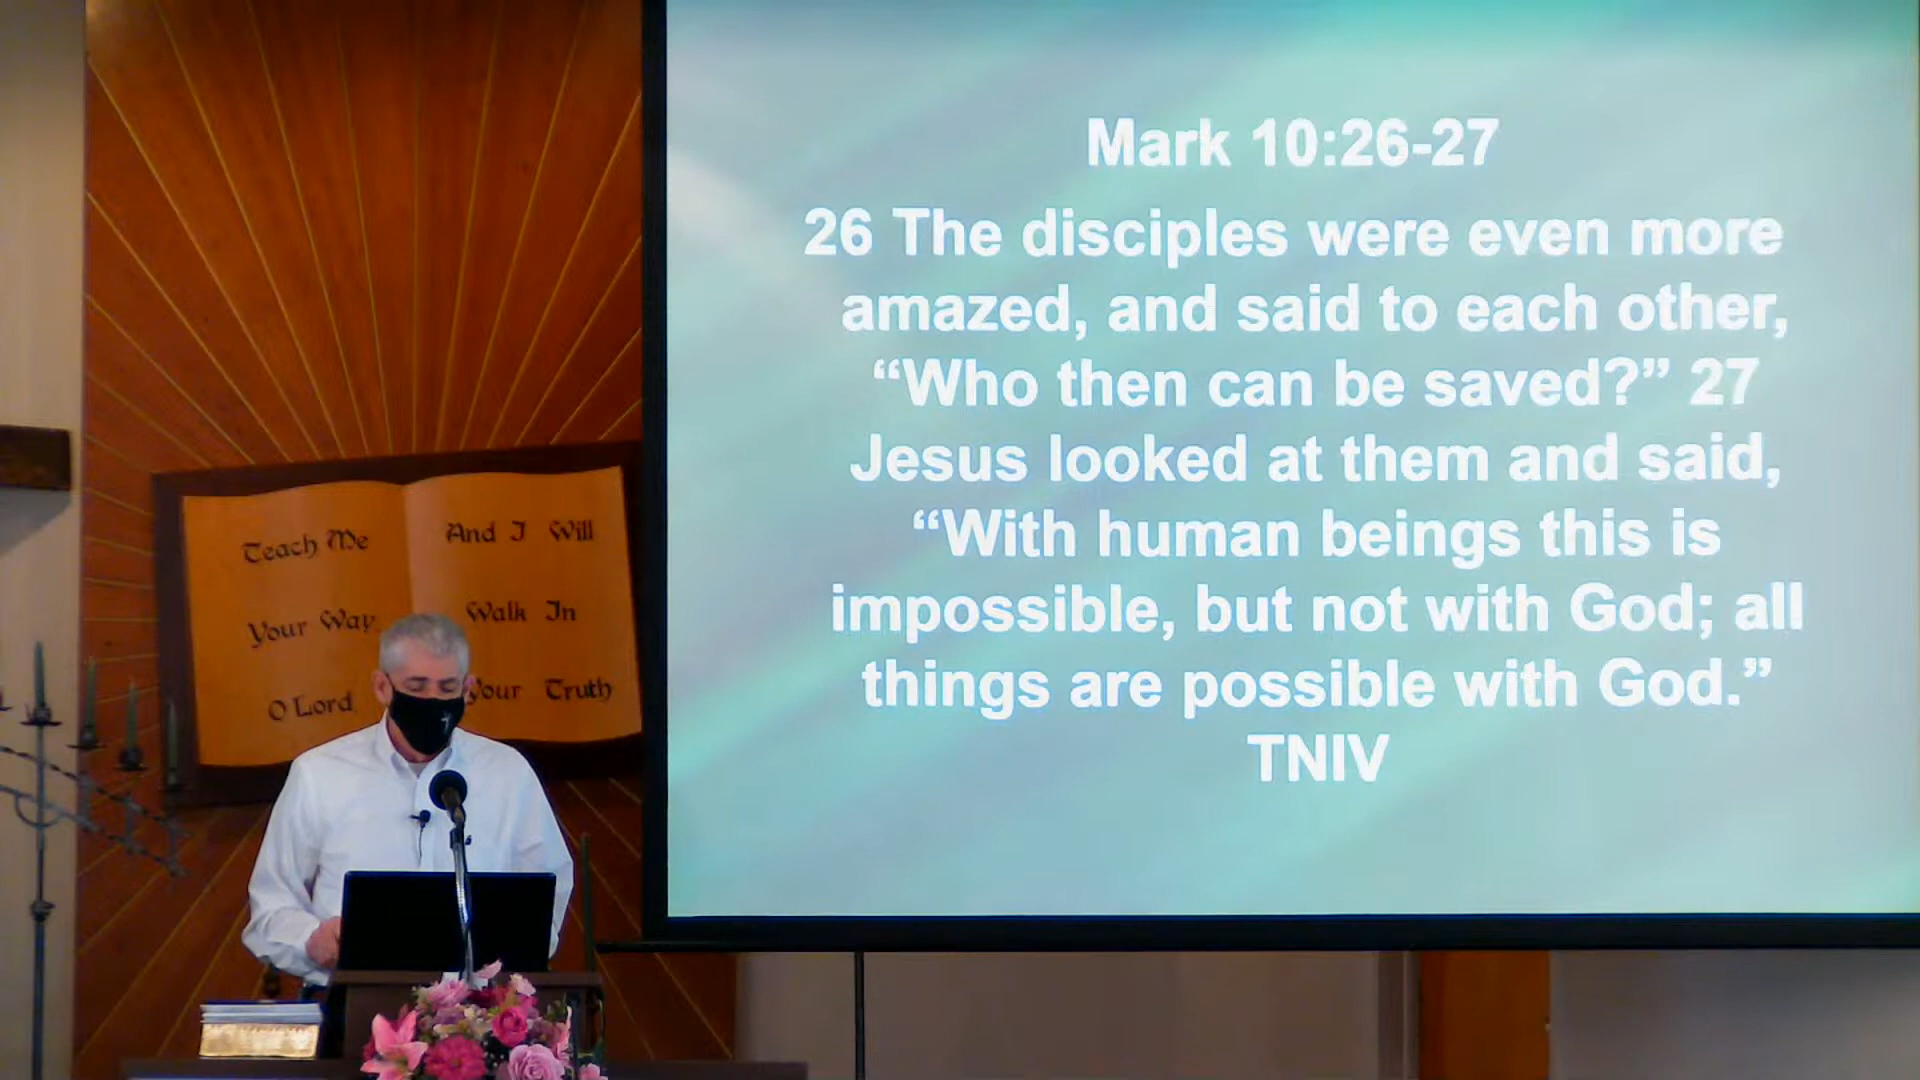 Mark 10:26-27
26 The disciples were even more
amazed, and said to each other,
“Who then can be saved?” 27
Jesus looked at them and said,
“With human beings this is
impossible, but not with God; all
things are possible with God.”
TNIV
Teach Me
Your Way
O Lord
And I Will
Walk In
Your Truth